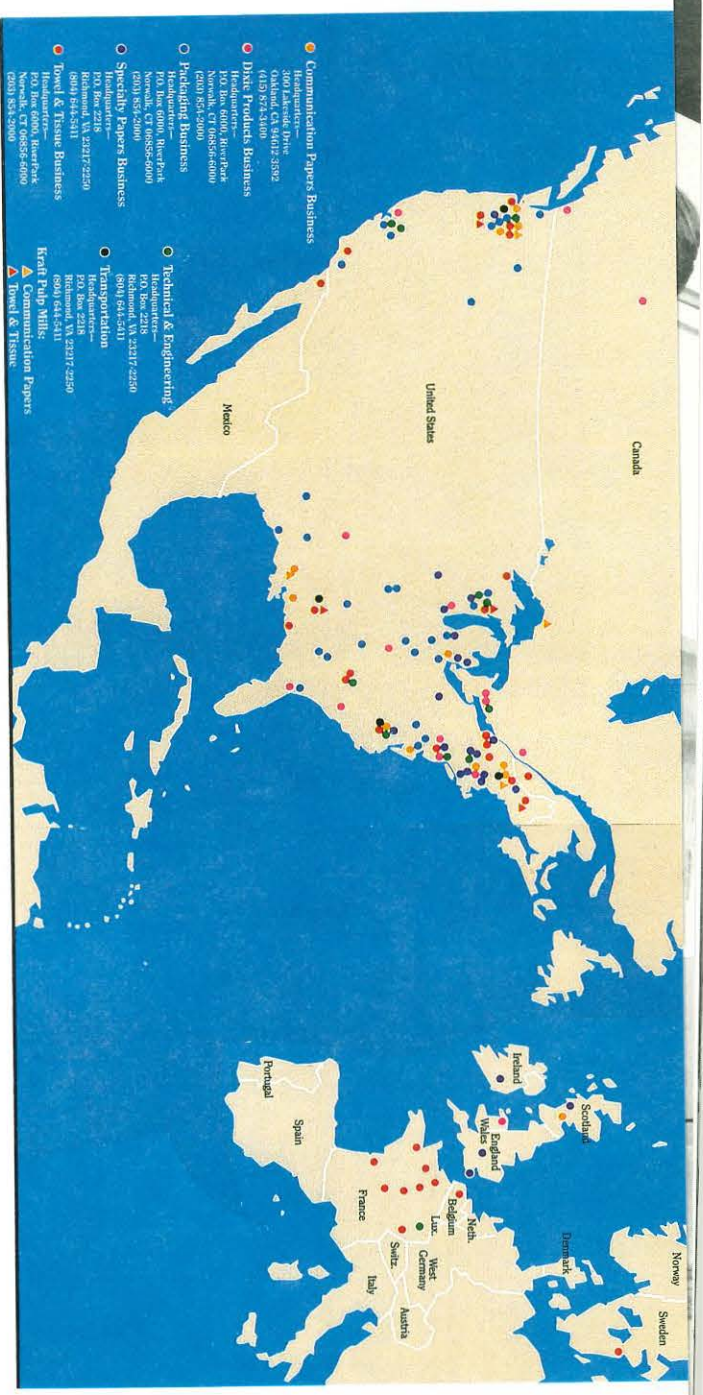 Communication Papers Business
Headquarters—
300 Lakeside Drive
Oakland, CA 94612-3592
(415) 874-3400
Dixie Products Business
Headquarters—
P.O. Box 6000, RiverPark
Norwalk, CT 06856-6000
(203) 854-2000
Packaging Business
Headquarters—
P.O. Box 6000, RiverPark
Norwalk, CT 06856-6000
(203) 854-2000
Specialty Papers Business
Headquarters—
P.O. Box 2218
Richmond, VA 23217-2250
(804) 644-5411
Towel & Tissue Business
Headquarters—
P.O. Box 6000, RiverPark
Norwalk, CT 06856-6000
(203) 854-2000
Technical & Engineering
Headquarters—
P.O. Box 2218
Richmond, VA 23217-2250
(804) 644-5411
Transportation
Headquarters—
P.O. Box 2218
Richmond, VA 23217-2250
(804) 644-5411
Kraft Pulp Mills:
Communication Papers
Towel & Tissue
Canada
United States
Mexico
Norway
Sweden
Denmark
Scotland
Ireland
England
Wales
Neth.
Belgium
Lux.
West
Germany
France
Switz.
Austria
Italy
Spain
Portugal